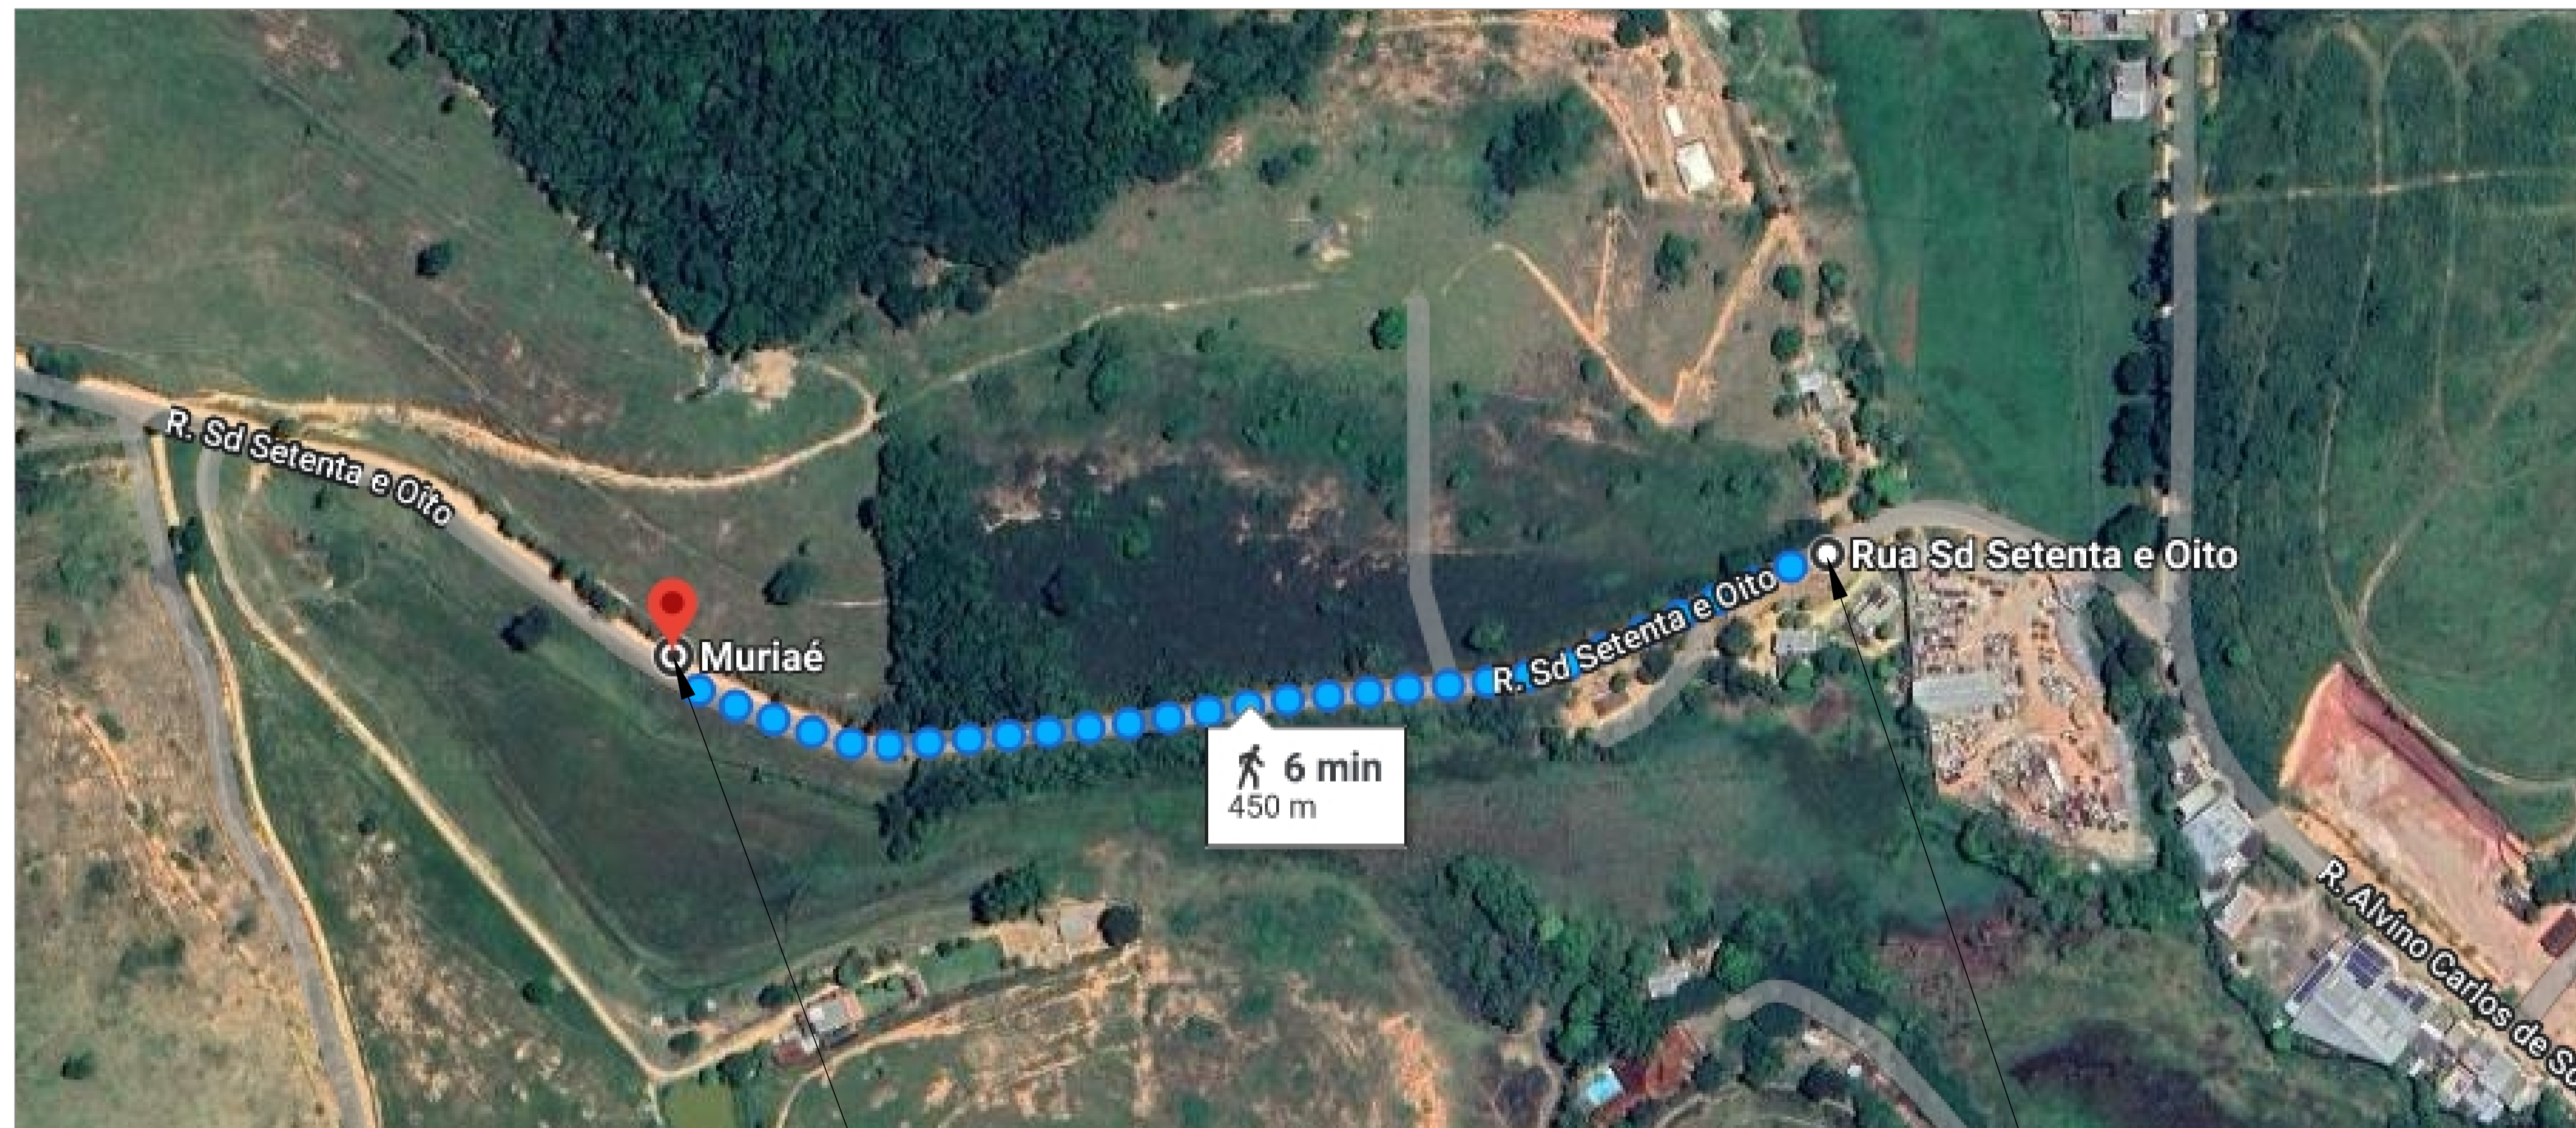 R. Sd Setenta e Oito
Rua Sd Setenta e Oito
R. Sd Setenta e Oito
Muriaé
6 min
450 m
R. Alvino Carlos de